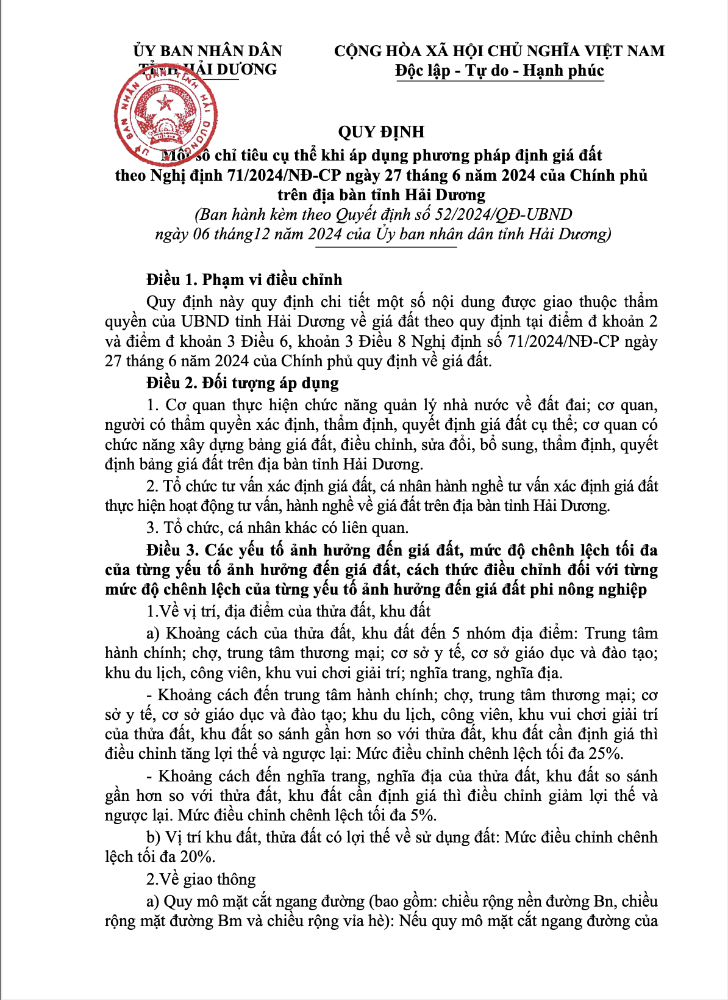 ỦY BAN NHÂN DÂN
TỈNH HẢI DƯƠNG
CỘNG HÒA XÃ HỘI CHỦ NGHĨA VIỆT NAM
Độc lập - Tự do - Hạnh phúc
ỦY BAN NHÂN DÂN TỈNH HẢI DƯƠNG
QUY ĐỊNH
Một số chỉ tiêu cụ thể khi áp dụng phương pháp định giá đất
theo Nghị định 71/2024/NĐ-CP ngày 27 tháng 6 năm 2024 của Chính phủ
trên địa bàn tỉnh Hải Dương
(Ban hành kèm theo Quyết định số 52/2024/QĐ-UBND
ngày 06 tháng12 năm 2024 của Ủy ban nhân dân tỉnh Hải Dương)
Điều 1. Phạm vi điều chỉnh
Quy định này quy định chi tiết một số nội dung được giao thuộc thẩm
quyền của UBND tỉnh Hải Dương về giá đất theo quy định tại điểm đ khoản 2
và điểm đ khoản 3 Điều 6, khoản 3 Điều 8 Nghị định số 71/2024/NĐ-CP ngày
27 tháng 6 năm 2024 của Chính phủ quy định về giá đất.
Điều 2. Đối tượng áp dụng
1. Cơ quan thực hiện chức năng quản lý nhà nước về đất đai; cơ quan,
người có thẩm quyền xác định, thẩm định, quyết định giá đất cụ thể; cơ quan có
chức năng xây dựng bảng giá đất, điều chỉnh, sửa đổi, bổ sung, thẩm định, quyết
định bảng giá đất trên địa bàn tỉnh Hải Dương.
2. Tổ chức tư vấn xác định giá đất, cá nhân hành nghề tư vấn xác định giá đất
thực hiện hoạt động tư vấn, hành nghề về giá đất trên địa bàn tỉnh Hải Dương.
3. Tổ chức, cá nhân khác có liên quan.
Điều 3. Các yếu tố ảnh hưởng đến giá đất, mức độ chênh lệch tối đa
của từng yếu tố ảnh hưởng đến giá đất, cách thức điều chỉnh đối với từng
mức độ chênh lệch của từng yếu tố ảnh hưởng đến giá đất phi nông nghiệp
1.Về vị trí, địa điểm của thửa đất, khu đất
a) Khoảng cách của thửa đất, khu đất đến 5 nhóm địa điểm: Trung tâm
hành chính; chợ, trung tâm thương mại; cơ sở y tế, cơ sở giáo dục và đào tạo;
khu du lịch, công viên, khu vui chơi giải trí; nghĩa trang, nghĩa địa.
- Khoảng cách đến trung tâm hành chính; chợ, trung tâm thương mại; cơ
sở y tế, cơ sở giáo dục và đào tạo; khu du lịch, công viên, khu vui chơi giải trí
của thửa đất, khu đất so sánh gần hơn so với thửa đất, khu đất cần định giá thì
điều chỉnh tăng lợi thế và ngược lại: Mức điều chỉnh chênh lệch tối đa 25%.
- Khoảng cách đến nghĩa trang, nghĩa địa của thửa đất, khu đất so sánh
gần hơn so với thửa đất, khu đất cần định giá thì điều chỉnh giảm lợi thế và
ngược lại. Mức điều chỉnh chênh lệch tối đa 5%.
b) Vị trí khu đất, thửa đất có lợi thế về sử dụng đất: Mức điều chỉnh chênh
lệch tối đa 20%.
2.Về giao thông
a) Quy mô mặt cắt ngang đường (bao gồm: chiều rộng nền đường Bn, chiều
rộng mặt đường Bm và chiều rộng vỉa hè): Nếu quy mô mặt cắt ngang đường của